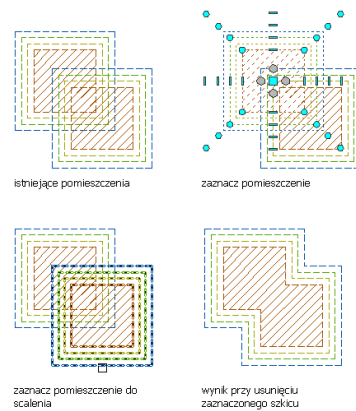 istniejące pomieszczenia
zaznacz pomieszczenie
zaznacz pomieszczenie do
scalenia
wynik przy usunięciu
zaznaczonego szkicu